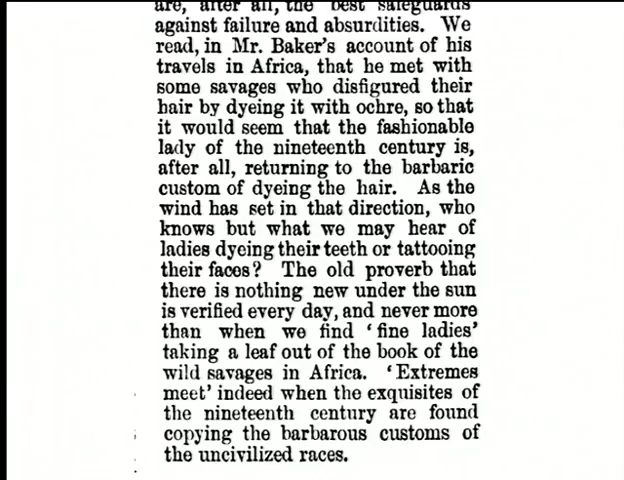 are, after all, the best safeguards
against failure and absurdities. We
read, in Mr. Baker's account of his
travels in Africa, that he met with
some savages who disfigured their
hair by dyeing it with ochre, so that
it would seem that the fashionable
lady of the nineteenth century is,
after all, returning to the barbaric
custom of dyeing the hair. As the
wind has set in that direction, who
knows but what we may hear of
ladies dyeing their teeth or tattooing
their faces? The old proverb that
there is nothing new under the sun
is verified every day, and never more
than when we find ‘fine ladies’
taking a leaf out of the book of the
wild savages in Africa. ‘Extremes
meet’ indeed when the exquisites of
the nineteenth century are found
copying the barbarous customs of
the uncivilized races.